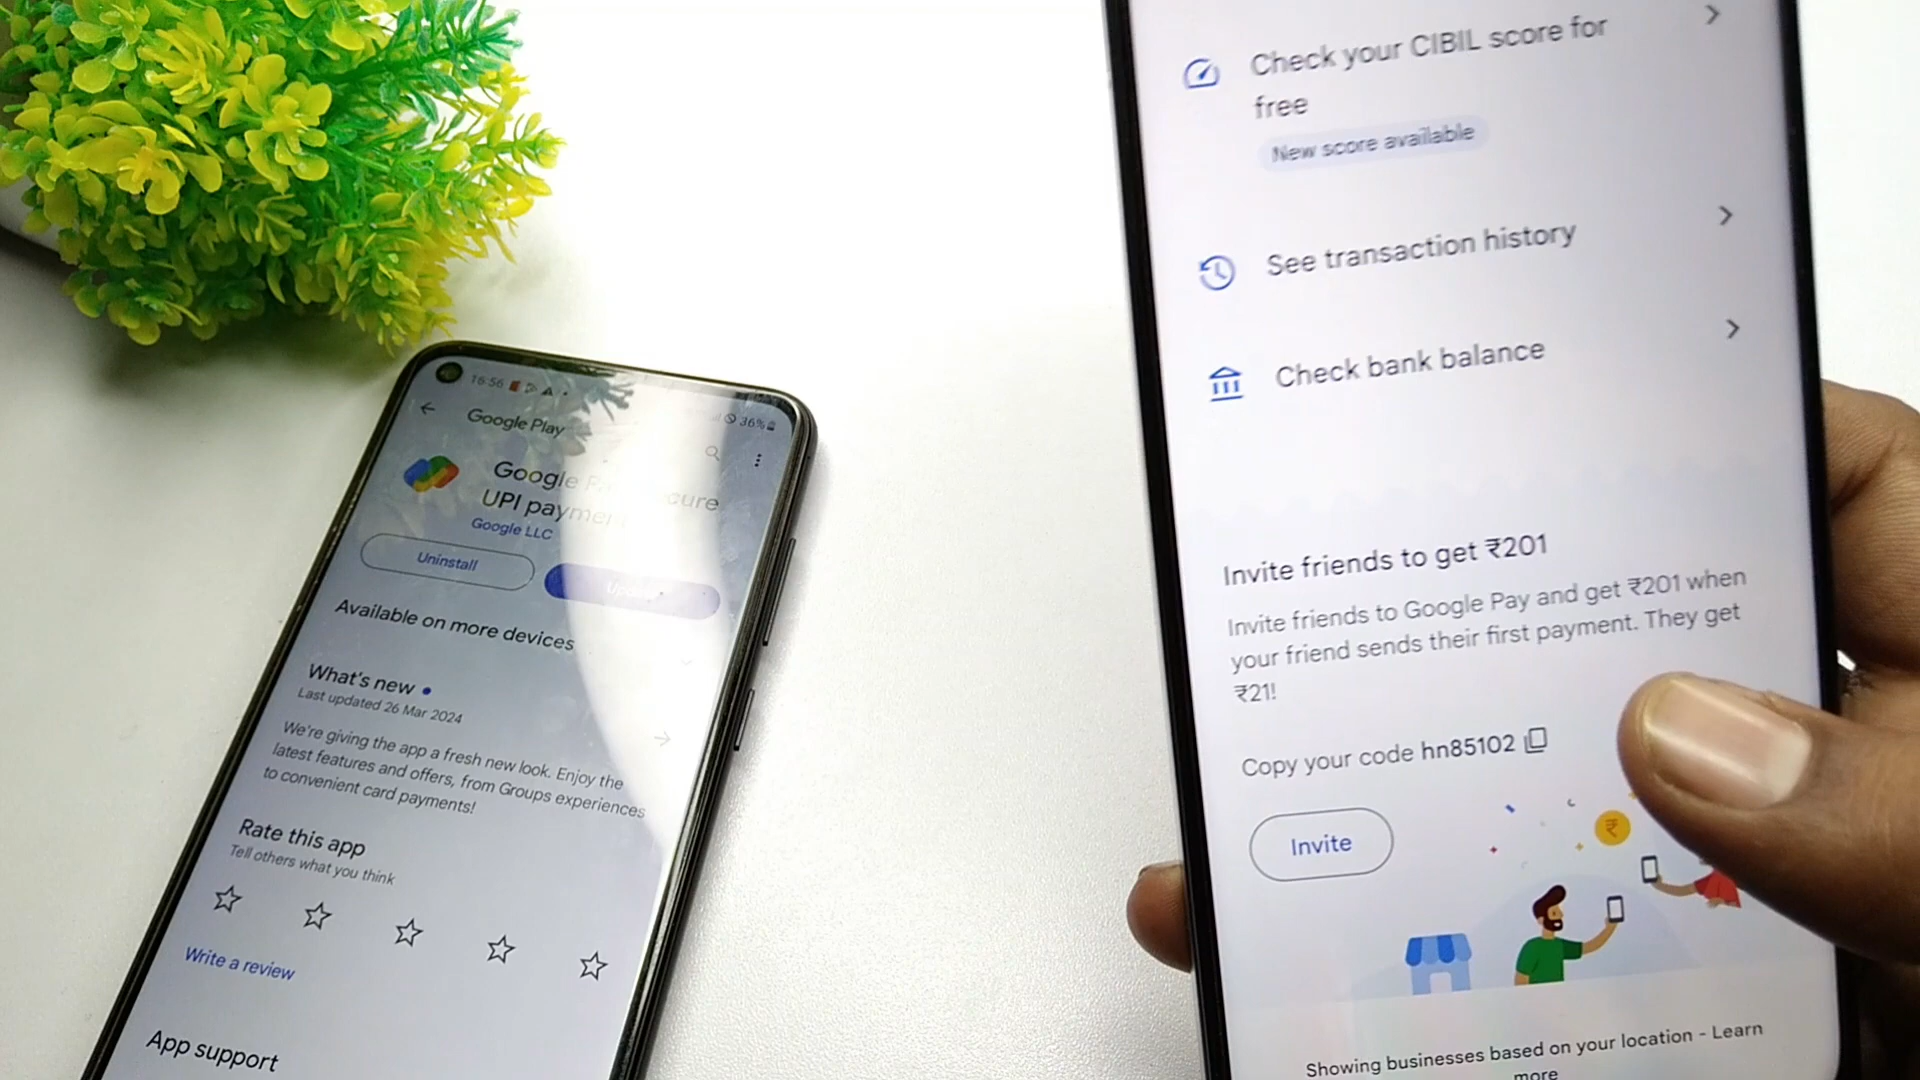 16:56
36%
Google Play
Google P cure
UPI paymen
Google LLC
Uninstall
Available on more devices
What's new
Last updated 26 Mar 2024
We're giving the app a fresh new look. Enjoy the
latest features and offers, from Groups experiences
to convenient card payments!
Rate this app
Tell others what you think
Write a review
App support
Check your CIBIL score for
free
New score available
See transaction history
Check bank balance
Invite friends to get ₹201
Invite friends to Google Pay and get ₹201 when
your friend sends their first payment. They get
₹21!
Copy your code hn85102
Invite
Showing businesses based on your location - Learn
more